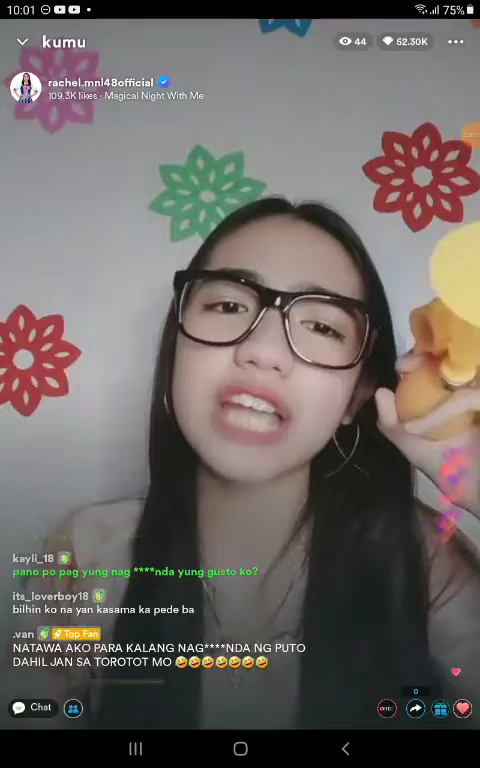 10:01
75%
kumu
44
52.30K
rachel.mnl48official
109.3K likes · Magical Night With Me
kayli_18
pano po pag yung nag ****nda yung gusto ko?
its_loverboy18
bilhin ko na yan kasama ka pede ba
.van Top Fan
NATAWA AKO PARA KALANG NAG****NDA NG PUTO
DAHIL JAN SA TOROTOT MO 🤣🤣🤣🤣🤣🤣🤣
0
Chat